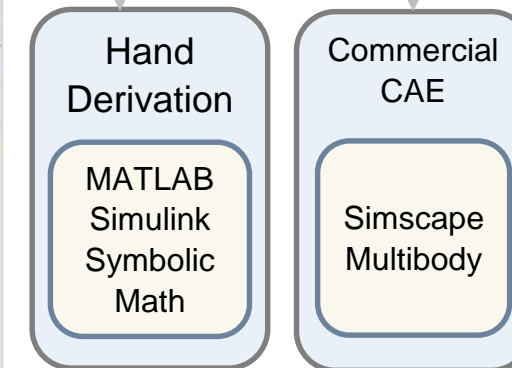 Hand
Derivation
MATLAB
Simulink
Symbolic
Math
Commercial
CAE
Simscape
Multibody